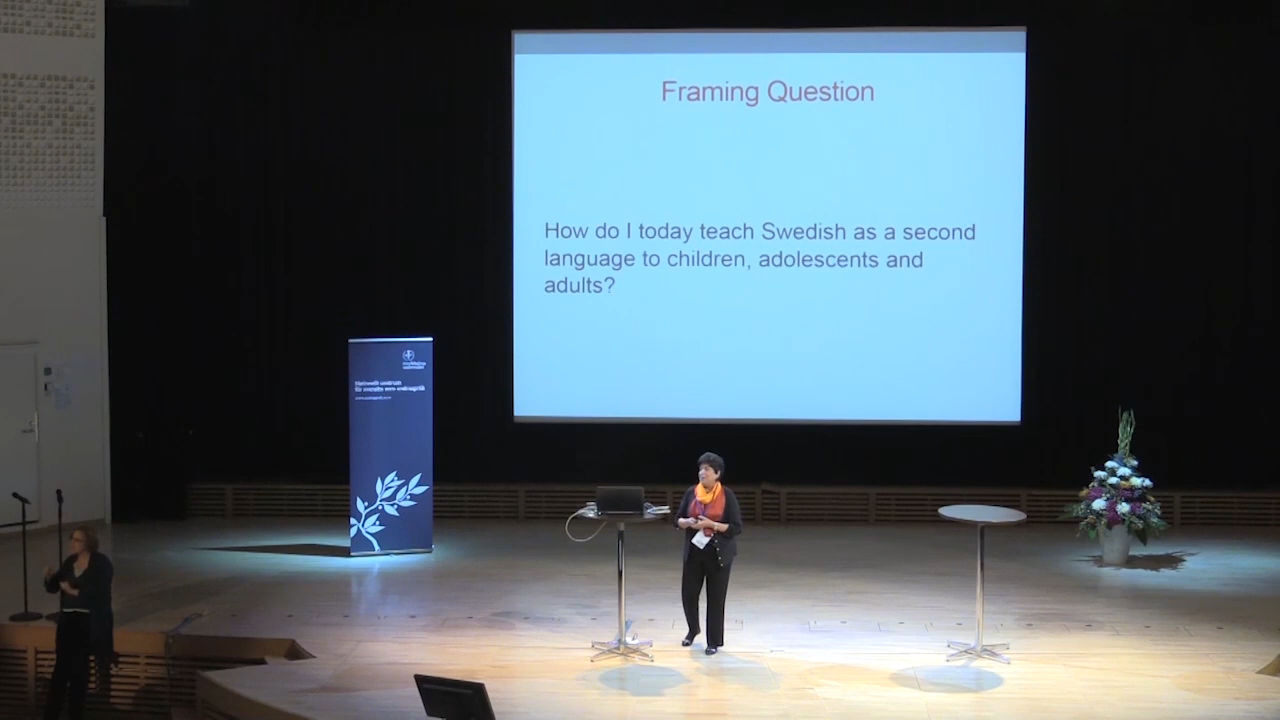 Framing Question
How do I today teach Swedish as a second
language to children, adolescents and
adults?